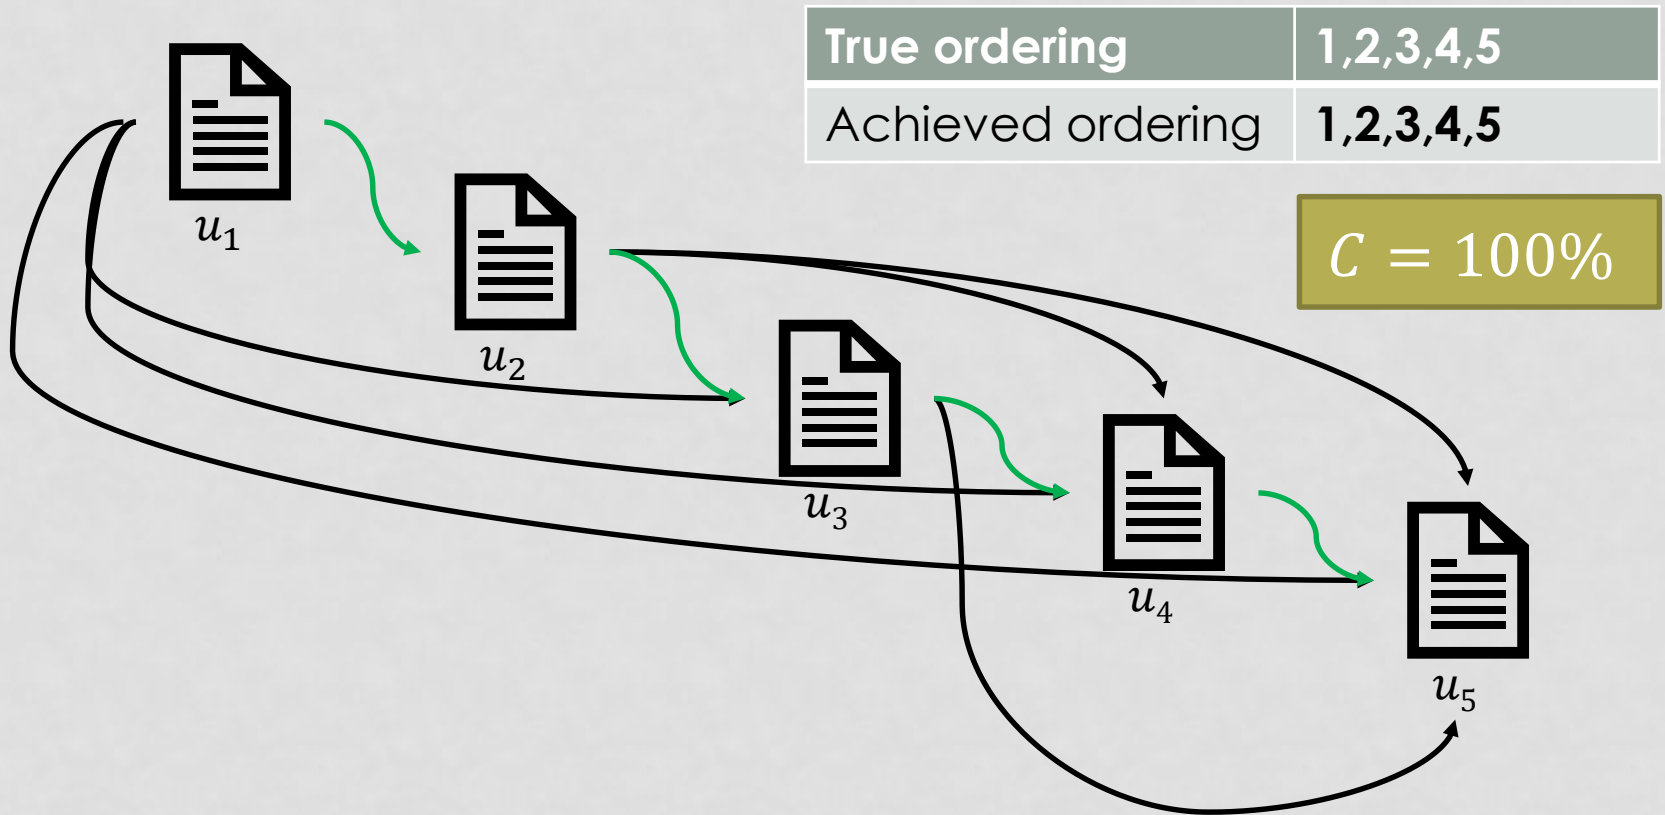 True ordering 1,2,3,4,5
Achieved ordering 1,2,3,4,5
C = 100%
u₁
u₂
u₃
u₄
u₅